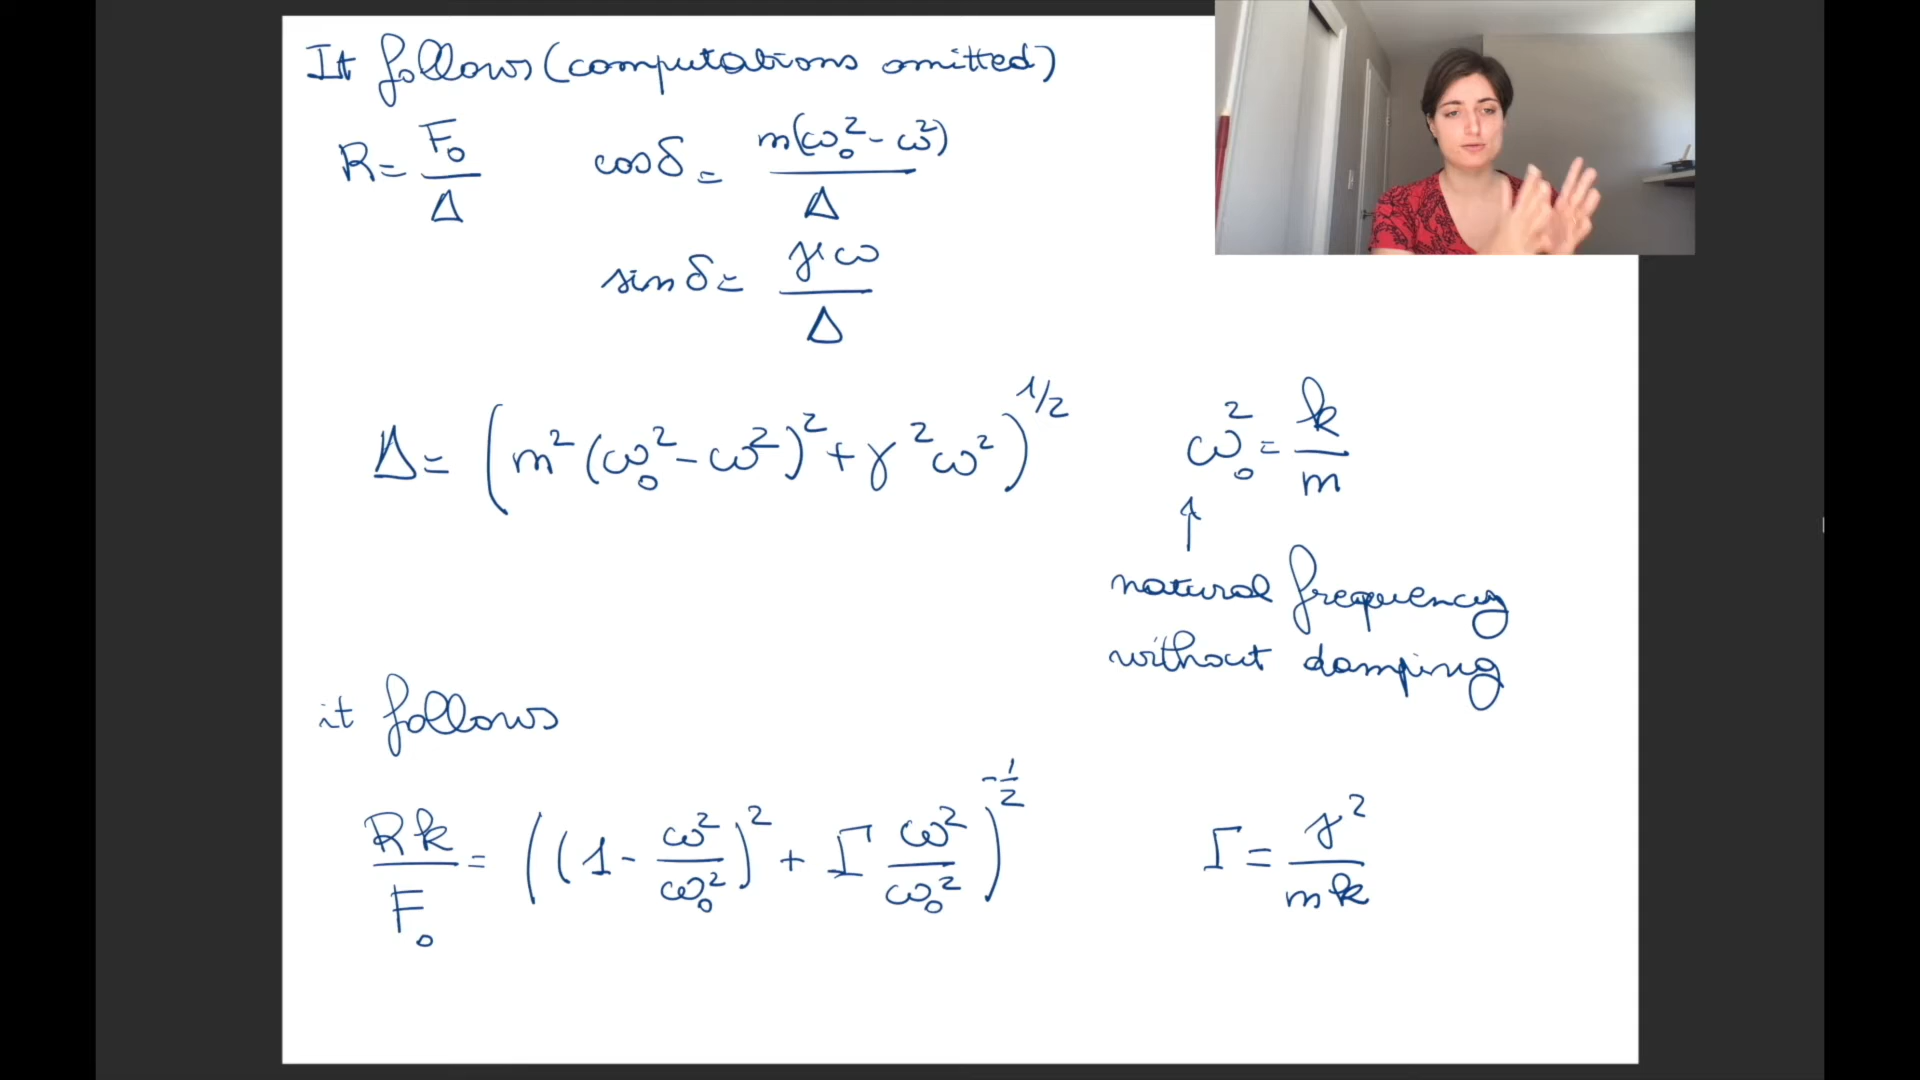 It follows (computations omitted)
R = F₀/Δ cos δ = m(ω₀² - ω²)/Δ
sin δ = γω/Δ
Δ = (m²(ω₀² - ω²)² + γ²ω²)^1/2 ω₀² = k/m
↑
natural frequency
without damping
it follows
Rk/F₀ = ((1 - ω²/ω₀²)² + Γ ω²/ω₀²)^-1/2 Γ = γ²/mk